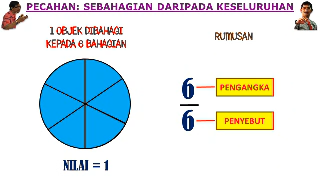 PECAHAN: SEBAHAGIAN DARIPADA KESELURUHAN
1 OBJEK DIBAHAGI
KEPADA 6 BAHAGIAN
RUMUSAN
6
PENGANGKA
6
PENYEBUT
NILAI = 1